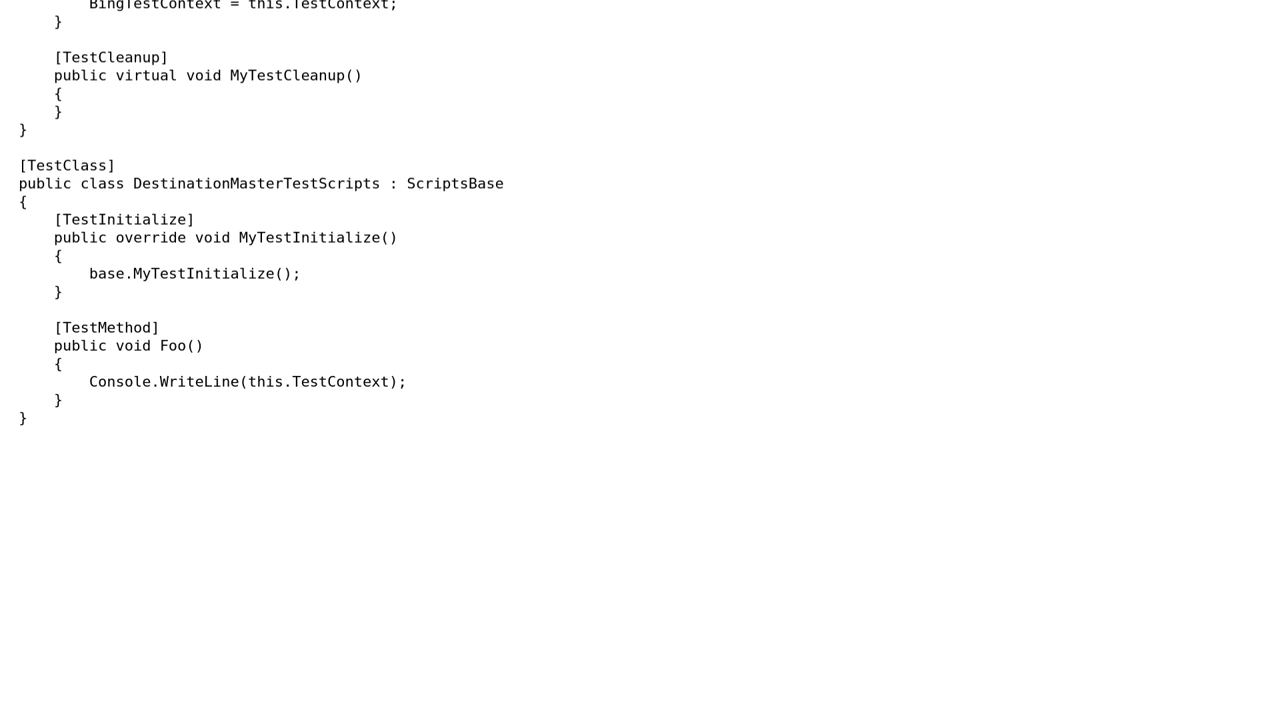 BingTestContext = this.TestContext;
    }

    [TestCleanup]
    public virtual void MyTestCleanup()
    {
    }
}

[TestClass]
public class DestinationMasterTestScripts : ScriptsBase
{
    [TestInitialize]
    public override void MyTestInitialize()
    {
        base.MyTestInitialize();
    }

    [TestMethod]
    public void Foo()
    {
        Console.WriteLine(this.TestContext);
    }
}